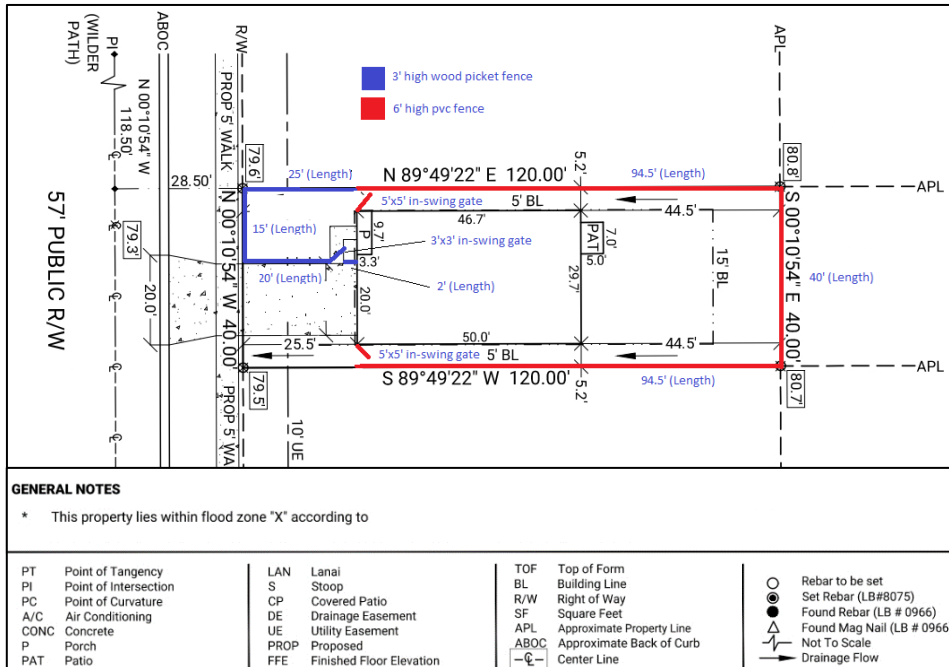 PI
(WILDER
PATH)
ABOC
R/W
APL
N 00°10'54" W
118.50'
PROP 5' WALK
3' high wood picket fence
6' high pvc fence
79.6'
25' (Length)
N 89°49'22" E 120.00'
5.2'
94.5' (Length)
80.8'
APL
28.50'
5'x5' in-swing gate
5' BL
46.7'
44.5'
57' PUBLIC R/W
79.3'
20.0'
N 00°10'54" W 40.00'
15' (Length)
P
9.7'
3'x3' in-swing gate
PAT
7.0'
5.0'
3.3'
20' (Length)
2' (Length)
20.0'
29.7'
15' BL
S 00°10'54" E 40.00'
40' (Length)
25.5'
50.0'
44.5'
5'x5' in-swing gate
5' BL
79.5'
S 89°49'22" W 120.00'
5.2'
94.5' (Length)
80.7'
APL
PROP 5' WA
10' UE
GENERAL NOTES
* This property lies within flood zone "X" according to
PT Point of Tangency
PI Point of Intersection
PC Point of Curvature
A/C Air Conditioning
CONC Concrete
P Porch
PAT Patio
LAN Lanai
S Stoop
CP Covered Patio
DE Drainage Easement
UE Utility Easement
PROP Proposed
FFE Finished Floor Elevation
TOF Top of Form
BL Building Line
R/W Right of Way
SF Square Feet
APL Approximate Property Line
ABOC Approximate Back of Curb
℄ Center Line
Rebar to be set
Set Rebar (LB#8075)
Found Rebar (LB # 0966)
Found Mag Nail (LB # 0966
Not To Scale
Drainage Flow